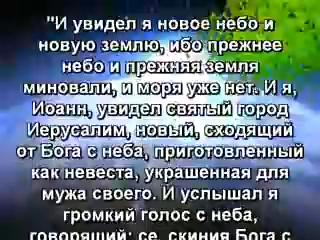 "И увидел я новое небо и
новую землю, ибо прежнее
небо и прежняя земля
миновали, и моря уже нет. И я,
Иоанн, увидел святый город
Иерусалим, новый, сходящий
от Бога с неба, приготовленный
как невеста, украшенная для
мужа своего. И услышал я
громкий голос с неба,
говорящий: се, скиния Бога с